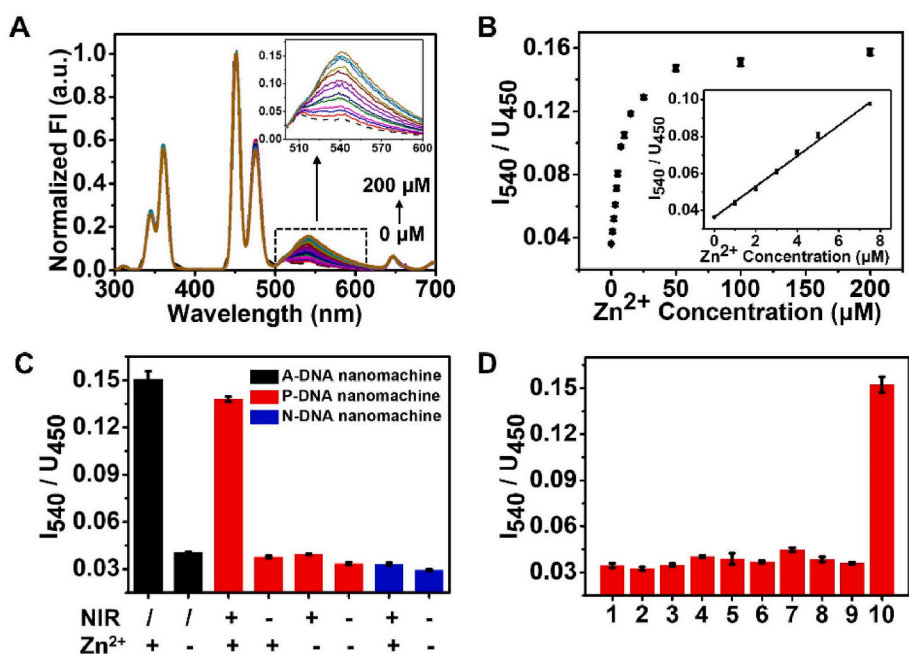 A
Normalized FI (a.u.)
1.0
0.8
0.6
0.4
0.2
0.0
300 400 500 600 700
Wavelength (nm)
0.15
0.10
0.05
0.00
510 540 570 600
200 µM
0 µM
B
I540 / U450
0.16
0.12
0.08
0.04
0 50 100 150 200
Zn2+ Concentration (µM)
I540 / U450
0.10
0.08
0.06
0.04
0 2 4 6 8
Zn2+ Concentration (µM)
C
I540 / U450
0.15
0.12
0.09
0.06
0.03
A-DNA nanomachine
P-DNA nanomachine
N-DNA nanomachine
NIR / / + - + - + -
Zn2+ + - + + - - + -
D
I540 / U450
0.15
0.12
0.09
0.06
0.03
1 2 3 4 5 6 7 8 9 10